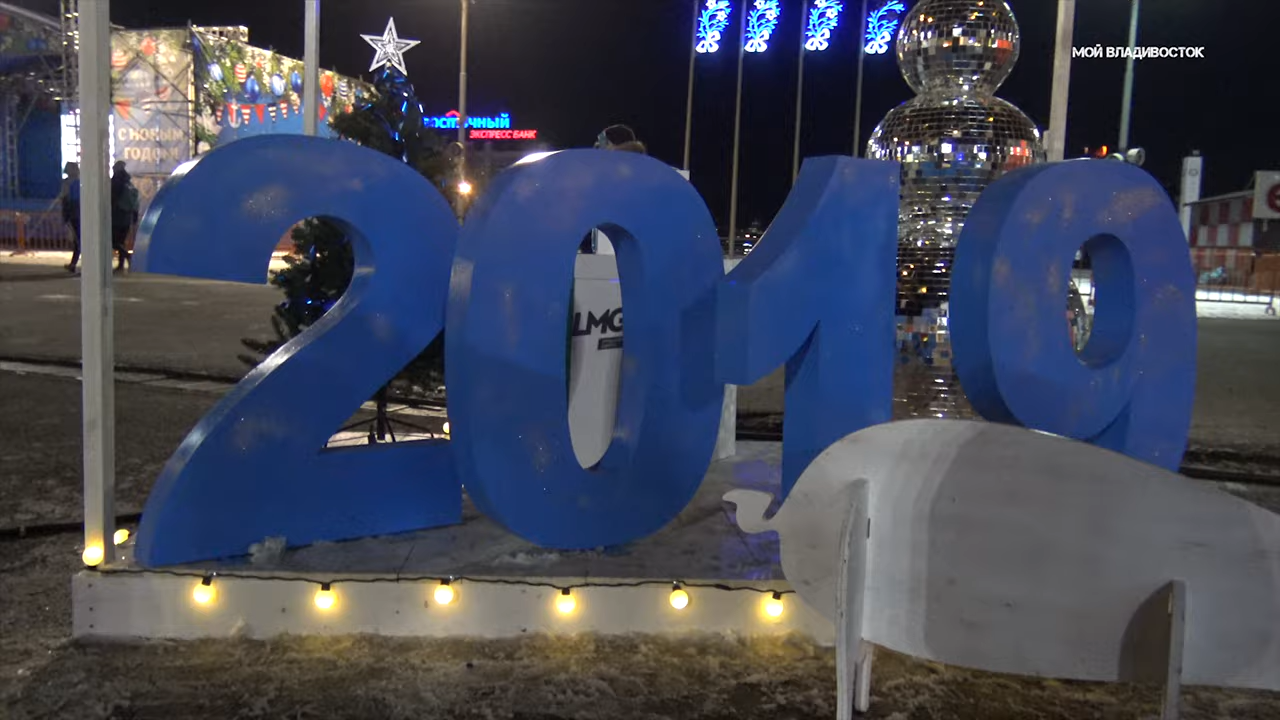 МОЙ ВЛАДИВОСТОК
С НОВЫМ
ГОДОМ!
ВОСТОЧНЫЙ
ЭКСПРЕСС БАНК
2019
LMG